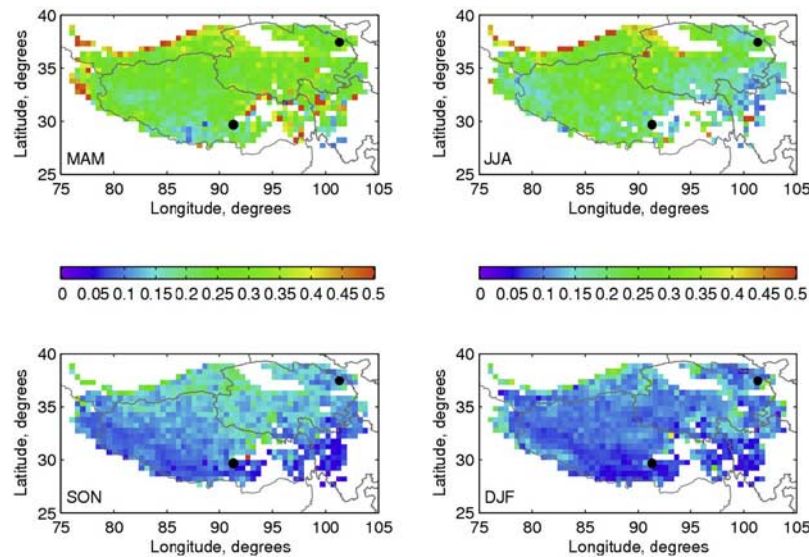 40
35
30
25
Latitude, degrees
MAM
75 80 85 90 95 100 105
Longitude, degrees
40
35
30
25
Latitude, degrees
JJA
75 80 85 90 95 100 105
Longitude, degrees
0 0.05 0.1 0.15 0.2 0.25 0.3 0.35 0.4 0.45 0.5
0 0.05 0.1 0.15 0.2 0.25 0.3 0.35 0.4 0.45 0.5
40
35
30
25
Latitude, degrees
SON
75 80 85 90 95 100 105
Longitude, degrees
40
35
30
25
Latitude, degrees
DJF
75 80 85 90 95 100 105
Longitude, degrees